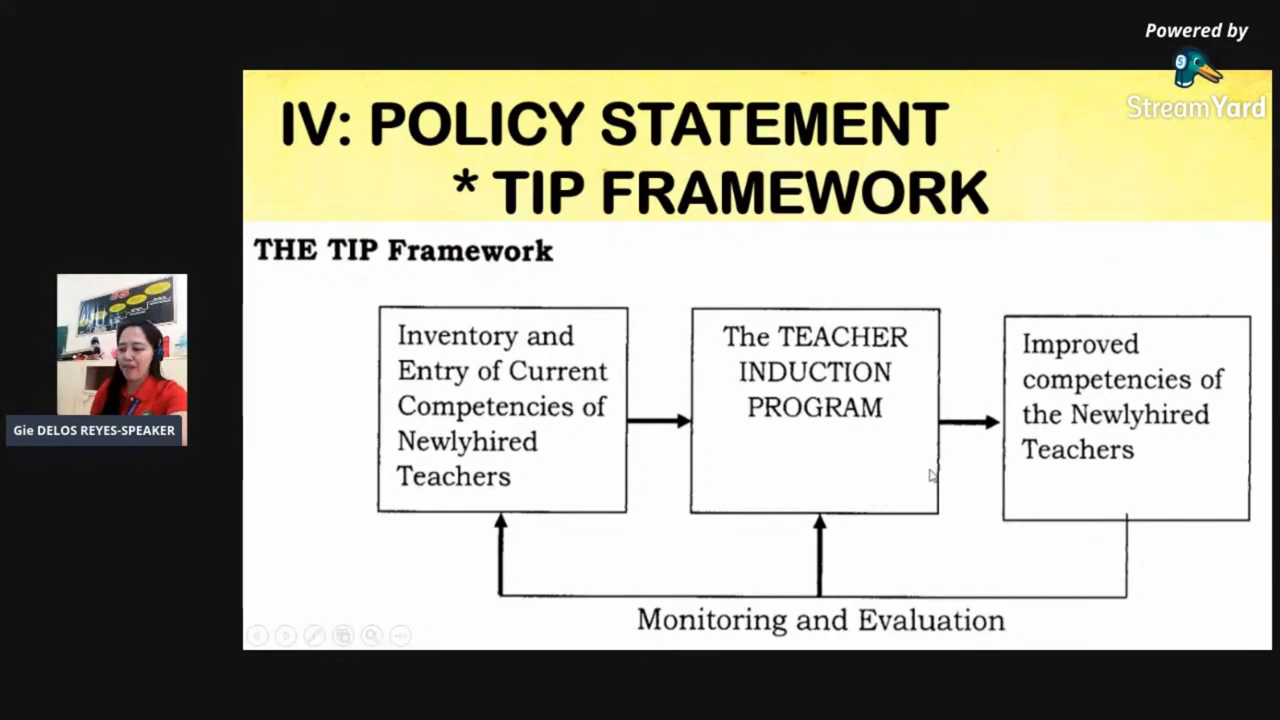 Powered by
StreamYard
IV: POLICY STATEMENT
* TIP FRAMEWORK
THE TIP Framework
Inventory and
Entry of Current
Competencies of
Newlyhired
Teachers
The TEACHER
INDUCTION
PROGRAM
Improved
competencies of
the Newlyhired
Teachers
Monitoring and Evaluation
Gie DELOS REYES-SPEAKER